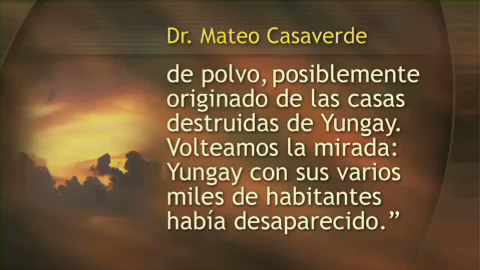 Dr. Mateo Casaverde
de polvo, posiblemente
originado de las casas
destruidas de Yungay.
Volteamos la mirada:
Yungay con sus varios
miles de habitantes
había desaparecido.”